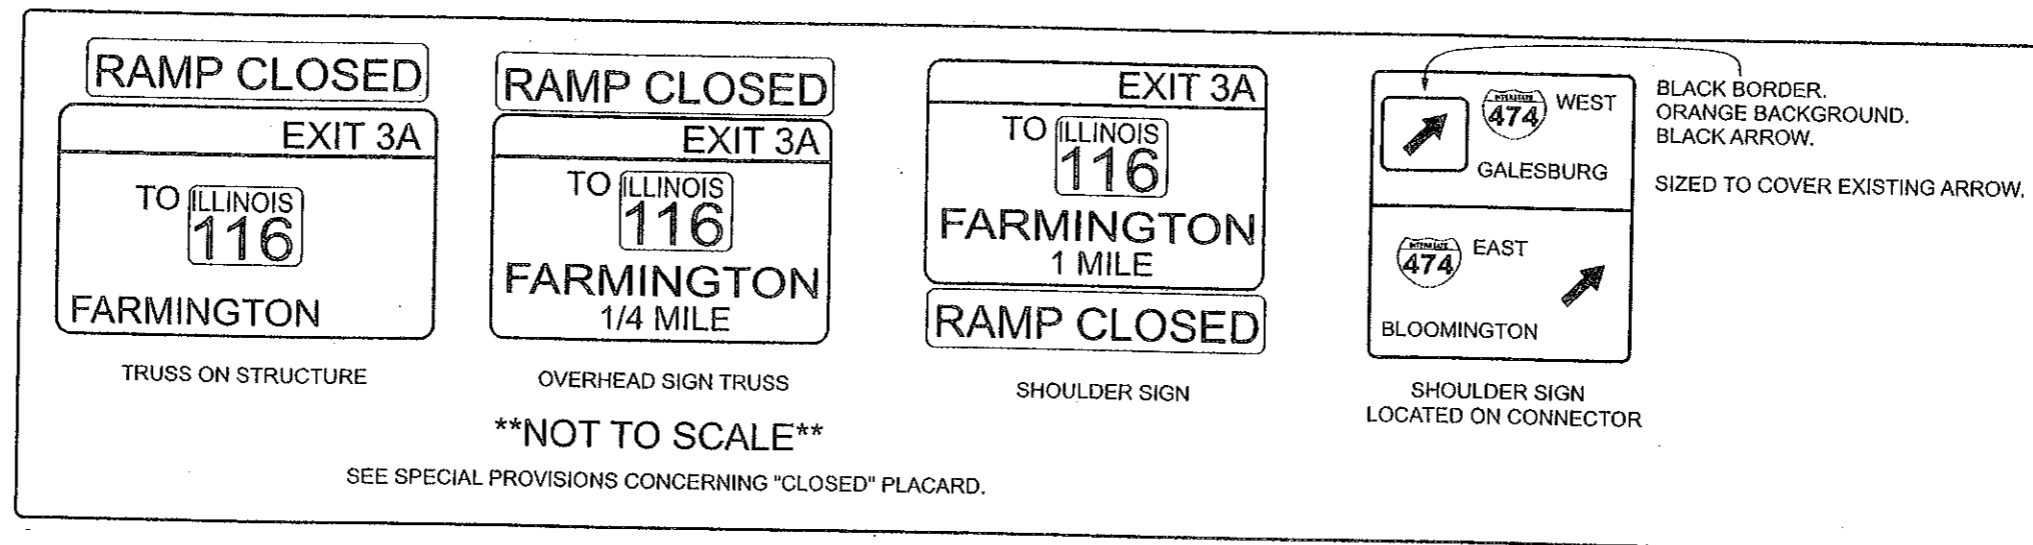 RAMP CLOSED
EXIT 3A
TO ILLINOIS
116
FARMINGTON
TRUSS ON STRUCTURE
RAMP CLOSED
EXIT 3A
TO ILLINOIS
116
FARMINGTON
1/4 MILE
OVERHEAD SIGN TRUSS
EXIT 3A
TO ILLINOIS
116
FARMINGTON
1 MILE
RAMP CLOSED
SHOULDER SIGN
INTERSTATE
474 WEST
GALESBURG
INTERSTATE
474 EAST
BLOOMINGTON
SHOULDER SIGN
LOCATED ON CONNECTOR
BLACK BORDER.
ORANGE BACKGROUND.
BLACK ARROW.
SIZED TO COVER EXISTING ARROW.
**NOT TO SCALE**
SEE SPECIAL PROVISIONS CONCERNING "CLOSED" PLACARD.